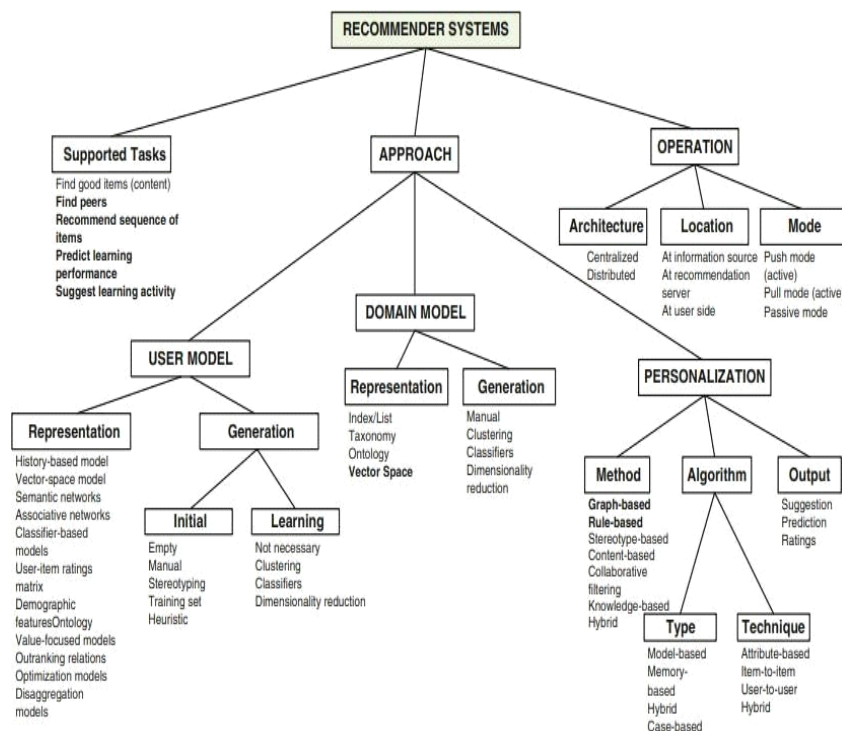 RECOMMENDER SYSTEMS
Supported Tasks
Find good items (content)
Find peers
Recommend sequence of
items
Predict learning
performance
Suggest learning activity
APPROACH
OPERATION
Architecture
Centralized
Distributed
Location
At information source
At recommendation
server
At user side
Mode
Push mode
(active)
Pull mode (active
Passive mode
USER MODEL
DOMAIN MODEL
PERSONALIZATION
Representation
History-based model
Vector-space model
Semantic networks
Associative networks
Classifier-based
models
User-item ratings
matrix
Demographic
featuresOntology
Value-focused models
Outranking relations
Optimization models
Disaggregation
models
Generation
Initial
Empty
Manual
Stereotyping
Training set
Heuristic
Learning
Not necessary
Clustering
Classifiers
Dimensionality reduction
Representation
Index/List
Taxonomy
Ontology
Vector Space
Generation
Manual
Clustering
Classifiers
Dimensionality
reduction
Method
Graph-based
Rule-based
Stereotype-based
Content-based
Collaborative
filtering
Knowledge-based
Hybrid
Algorithm
Type
Model-based
Memory-
based
Hybrid
Case-based
Technique
Attribute-based
Item-to-item
User-to-user
Hybrid
Output
Suggestion
Prediction
Ratings